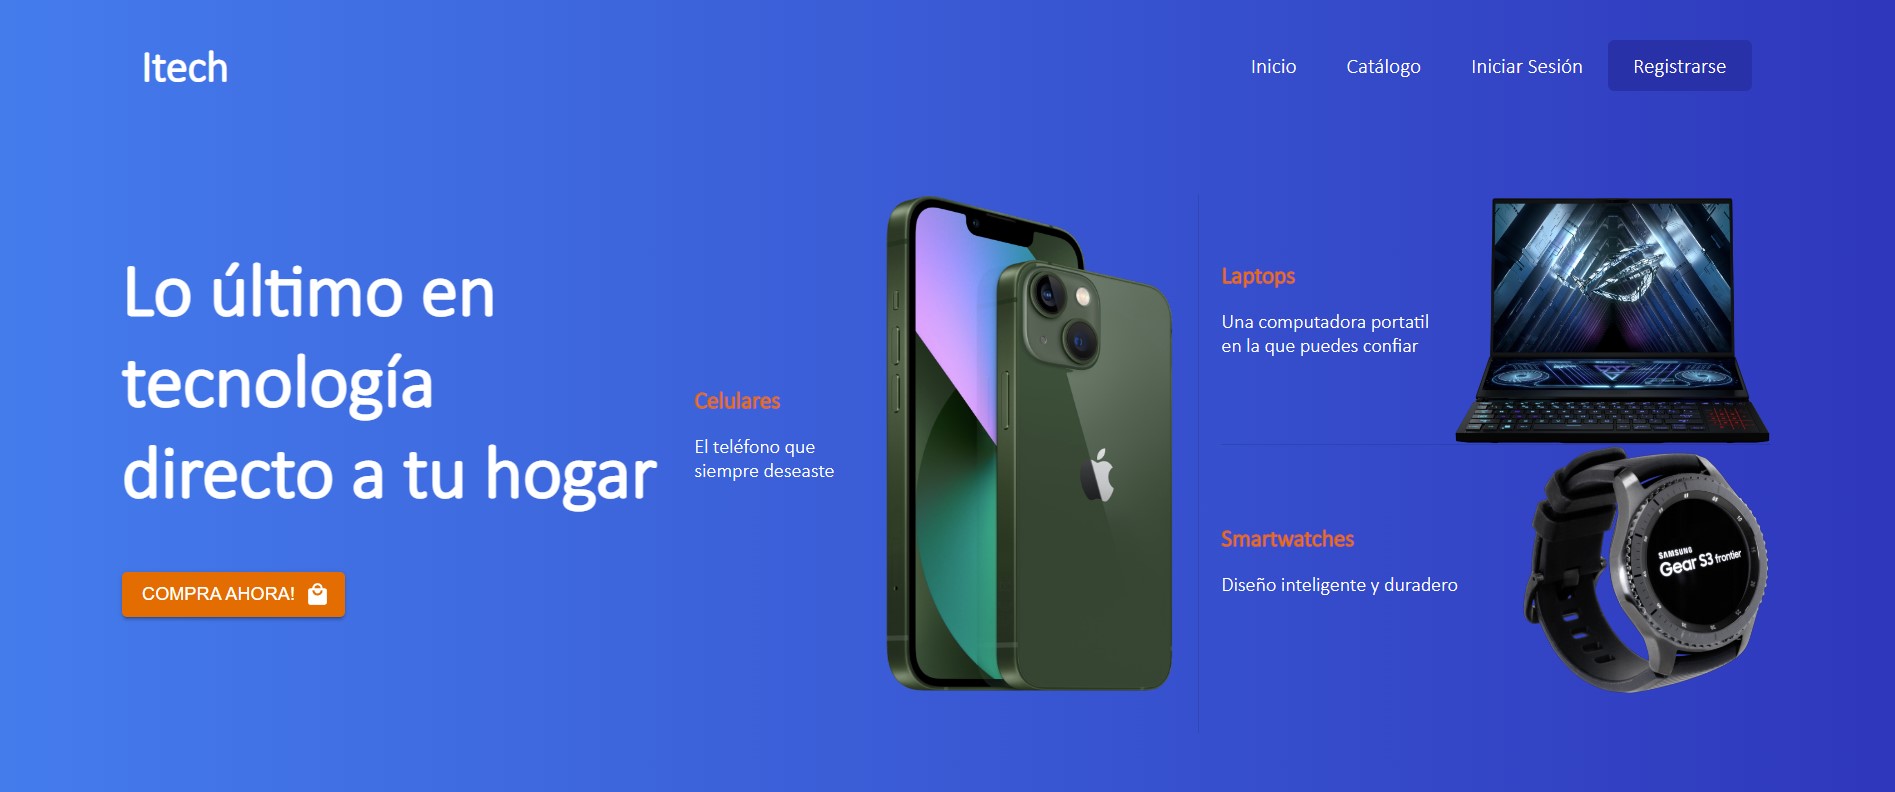 Itech
Inicio
Catálogo
Iniciar Sesión
Registrarse
Lo último en
tecnología
directo a tu hogar
COMPRA AHORA!
Celulares
El teléfono que
siempre deseaste
Laptops
Una computadora portatil
en la que puedes confiar
Smartwatches
Diseño inteligente y duradero
SAMSUNG
Gear S3 frontier